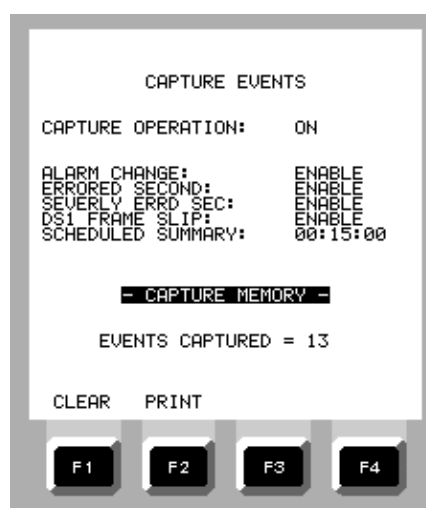 CAPTURE EVENTS
CAPTURE OPERATION: ON
ALARM CHANGE: ENABLE
ERRORED SECOND: ENABLE
SEVERLY ERRD SEC: ENABLE
DS1 FRAME SLIP: ENABLE
SCHEDULED SUMMARY: 00:15:00
- CAPTURE MEMORY -
EVENTS CAPTURED = 13
CLEAR PRINT
F1 F2 F3 F4